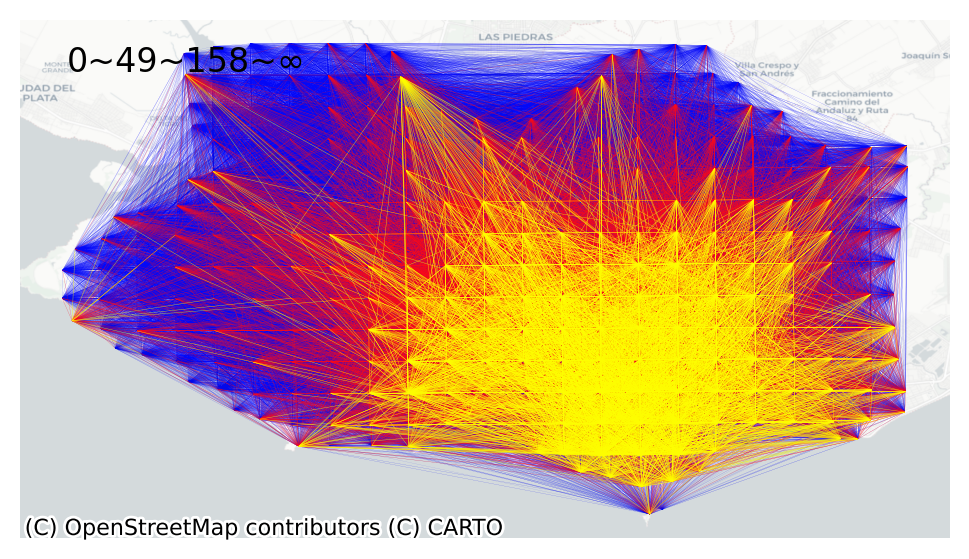 LAS PIEDRAS
0~49~158~∞
Joaquín S
Villa Crespo y
San Andrés
UDAD DEL
PLATA
Fraccionamiento
Camino del
Andaluz y Ruta
84
(C) OpenStreetMap contributors (C) CARTO